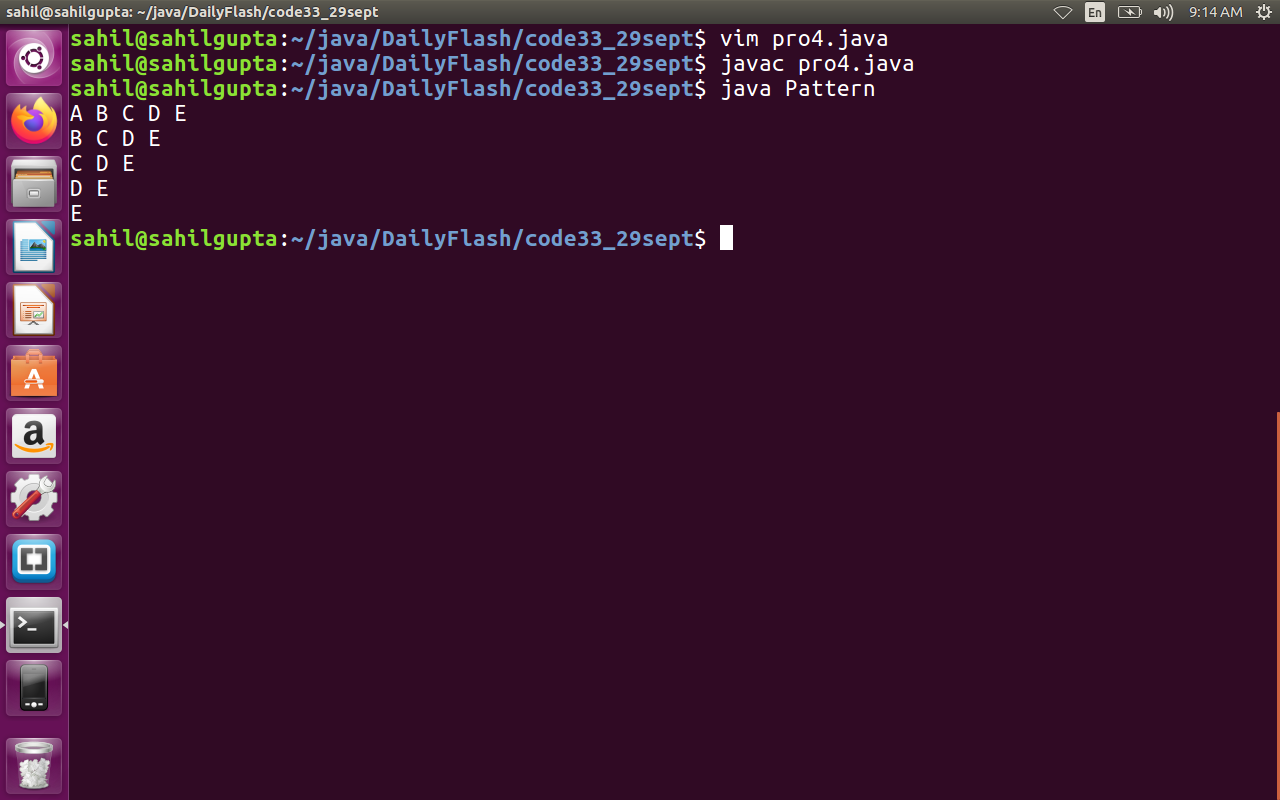 sahil@sahilgupta: ~/java/DailyFlash/code33_29sept
En
9:14 AM
sahil@sahilgupta:~/java/DailyFlash/code33_29sept$ vim pro4.java
sahil@sahilgupta:~/java/DailyFlash/code33_29sept$ javac pro4.java
sahil@sahilgupta:~/java/DailyFlash/code33_29sept$ java Pattern
A B C D E
B C D E
C D E
D E
E
sahil@sahilgupta:~/java/DailyFlash/code33_29sept$